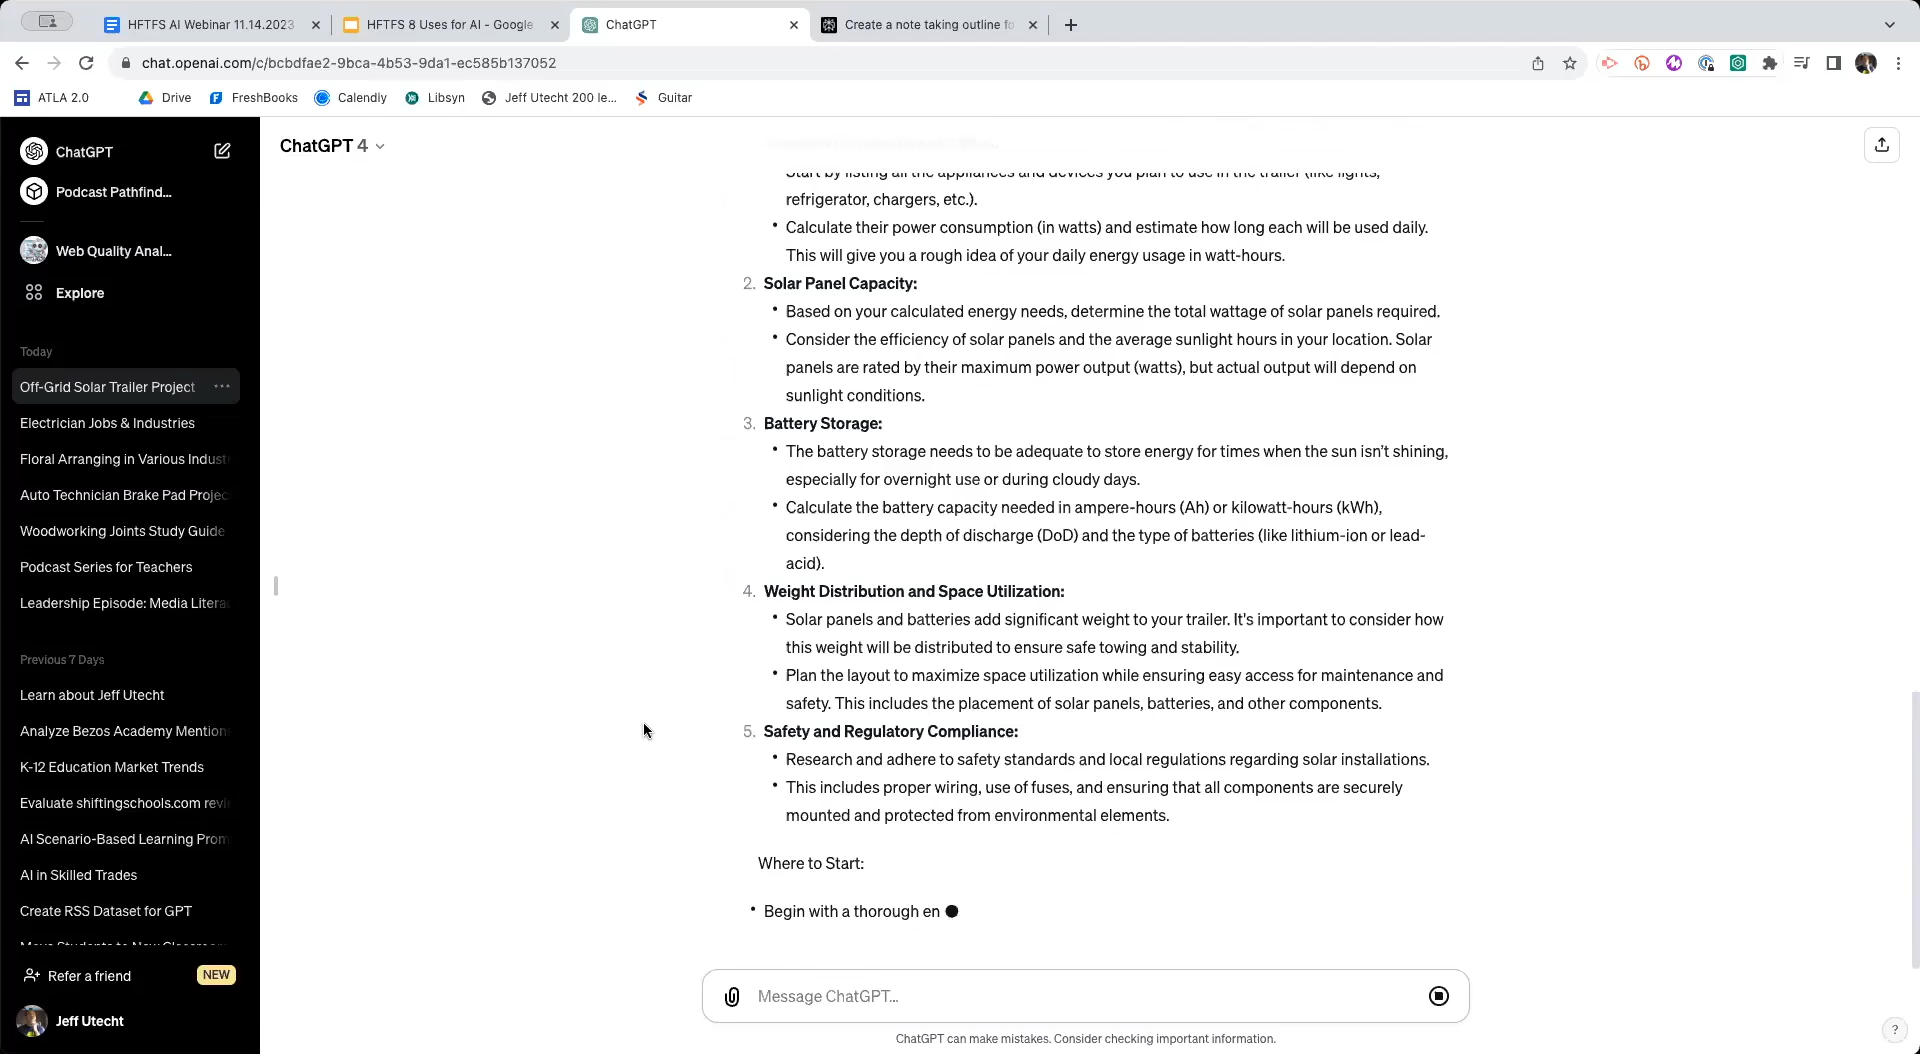 HFTFS AI Webinar 11.14.2023
HFTFS 8 Uses for AI - Google
ChatGPT
Create a note taking outline fo
chat.openai.com/c/bcbdfae2-9bca-4b53-9da1-ec585b137052
ATLA 2.0
Drive
FreshBooks
Calendly
Libsyn
Jeff Utecht 200 le...
Guitar
ChatGPT
Podcast Pathfind...
Web Quality Anal...
Explore
Today
Off-Grid Solar Trailer Project
Electrician Jobs & Industries
Floral Arranging in Various Indust
Auto Technician Brake Pad Projec
Woodworking Joints Study Guide
Podcast Series for Teachers
Leadership Episode: Media Litera
Previous 7 Days
Learn about Jeff Utecht
Analyze Bezos Academy Mention
K-12 Education Market Trends
Evaluate shiftingschools.com revi
AI Scenario-Based Learning Prom
AI in Skilled Trades
Create RSS Dataset for GPT
Refer a friend
NEW
Jeff Utecht
ChatGPT 4
Start by listing all the appliances and devices you plan to use in the trailer (like lights,
refrigerator, chargers, etc.).
• Calculate their power consumption (in watts) and estimate how long each will be used daily.
This will give you a rough idea of your daily energy usage in watt-hours.
2. Solar Panel Capacity:
• Based on your calculated energy needs, determine the total wattage of solar panels required.
• Consider the efficiency of solar panels and the average sunlight hours in your location. Solar
panels are rated by their maximum power output (watts), but actual output will depend on
sunlight conditions.
3. Battery Storage:
• The battery storage needs to be adequate to store energy for times when the sun isn’t shining,
especially for overnight use or during cloudy days.
• Calculate the battery capacity needed in ampere-hours (Ah) or kilowatt-hours (kWh),
considering the depth of discharge (DoD) and the type of batteries (like lithium-ion or lead-
acid).
4. Weight Distribution and Space Utilization:
• Solar panels and batteries add significant weight to your trailer. It's important to consider how
this weight will be distributed to ensure safe towing and stability.
• Plan the layout to maximize space utilization while ensuring easy access for maintenance and
safety. This includes the placement of solar panels, batteries, and other components.
5. Safety and Regulatory Compliance:
• Research and adhere to safety standards and local regulations regarding solar installations.
• This includes proper wiring, use of fuses, and ensuring that all components are securely
mounted and protected from environmental elements.
Where to Start:
• Begin with a thorough en
Message ChatGPT...
ChatGPT can make mistakes. Consider checking important information.
?